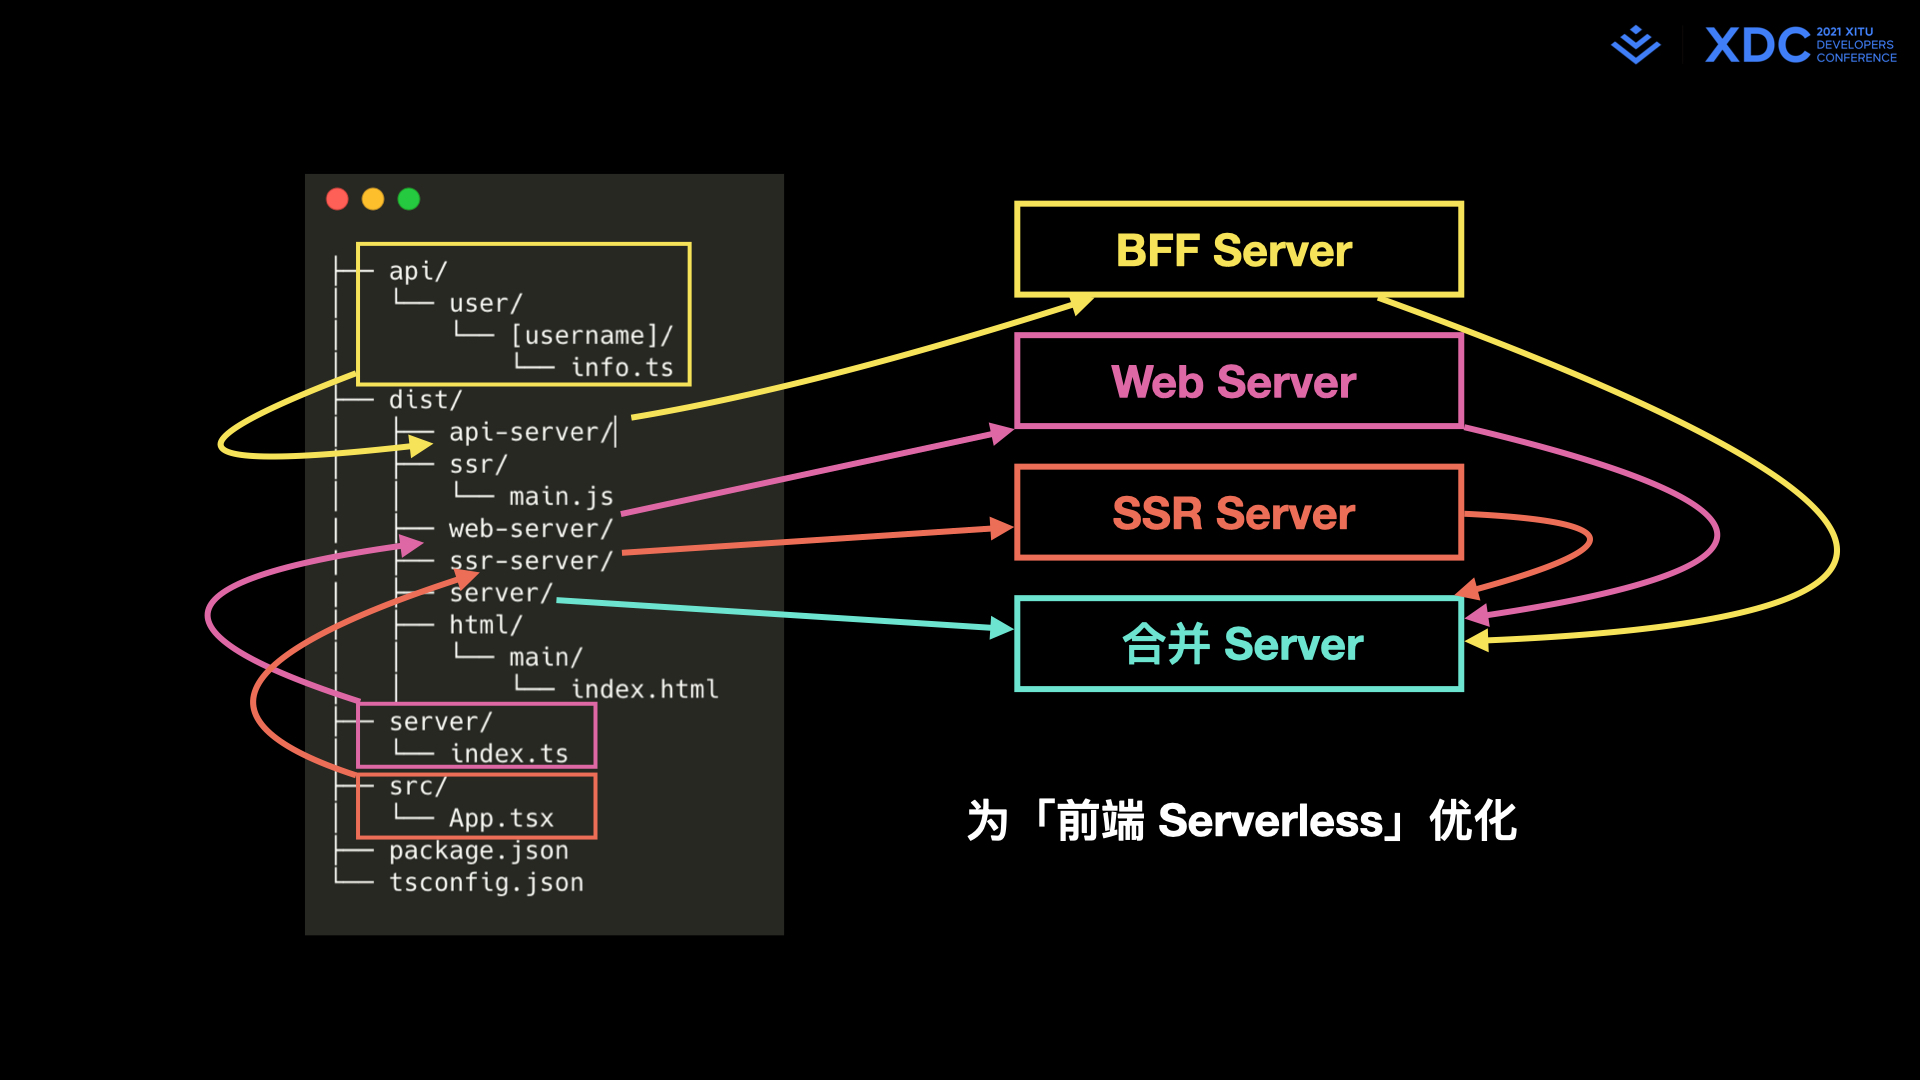 XDC
2021 XITU
DEVELOPERS
CONFERENCE
api/
user/
[username]/
info.ts
dist/
api-server/
ssr/
main.js
web-server/
ssr-server/
server/
html/
main/
index.html
server/
index.ts
src/
App.tsx
package.json
tsconfig.json
BFF Server
Web Server
SSR Server
合并 Server
为「前端 Serverless」优化